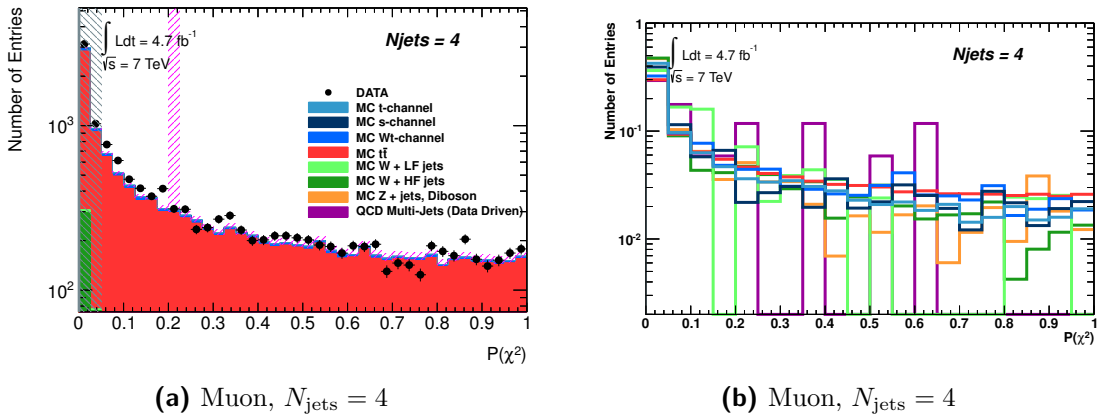 Number of Entries
10³
10²
∫ Ldt = 4.7 fb⁻¹
√s = 7 TeV
Njets = 4
DATA
MC t-channel
MC s-channel
MC Wt-channel
MC tt̄
MC W + LF jets
MC W + HF jets
MC Z + jets, Diboson
QCD Multi-Jets (Data Driven)
0 0.1 0.2 0.3 0.4 0.5 0.6 0.7 0.8 0.9 1
P(χ²)
(a) Muon, N_jets = 4
Number of Entries
1
10⁻¹
10⁻²
∫ Ldt = 4.7 fb⁻¹
√s = 7 TeV
Njets = 4
0 0.1 0.2 0.3 0.4 0.5 0.6 0.7 0.8 0.9 1
P(χ²)
(b) Muon, N_jets = 4